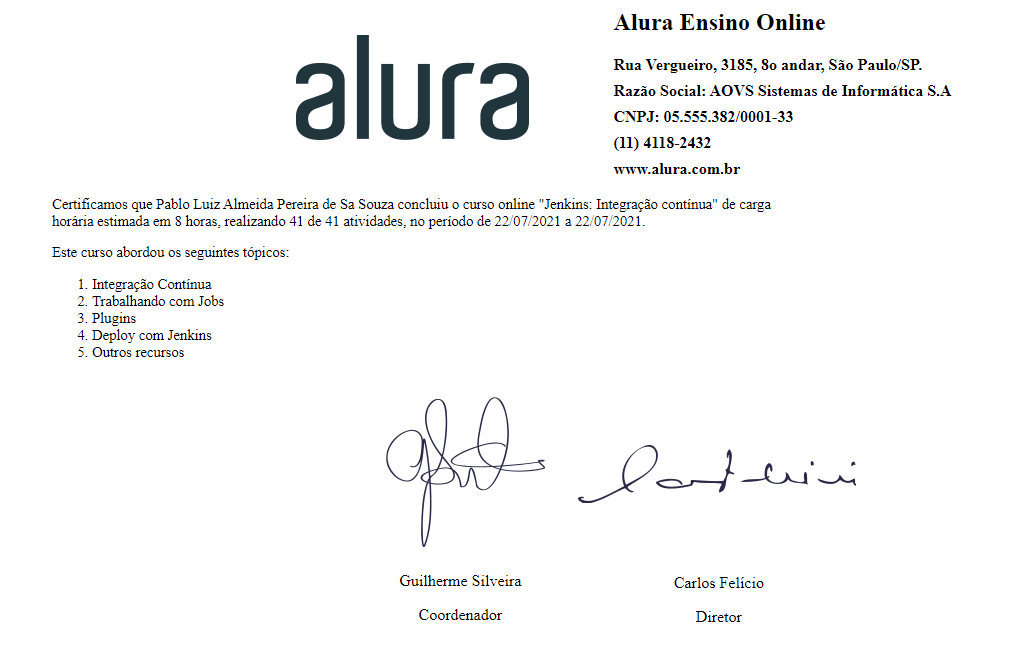 alura
Alura Ensino Online
Rua Vergueiro, 3185, 8o andar, São Paulo/SP.
Razão Social: AOVS Sistemas de Informática S.A
CNPJ: 05.555.382/0001-33
(11) 4118-2432
www.alura.com.br
Certificamos que Pablo Luiz Almeida Pereira de Sa Souza concluiu o curso online "Jenkins: Integração contínua" de carga
horária estimada em 8 horas, realizando 41 de 41 atividades, no período de 22/07/2021 a 22/07/2021.
Este curso abordou os seguintes tópicos:
1. Integração Contínua
2. Trabalhando com Jobs
3. Plugins
4. Deploy com Jenkins
5. Outros recursos
Guilherme Silveira
Carlos Felício
Coordenador
Diretor